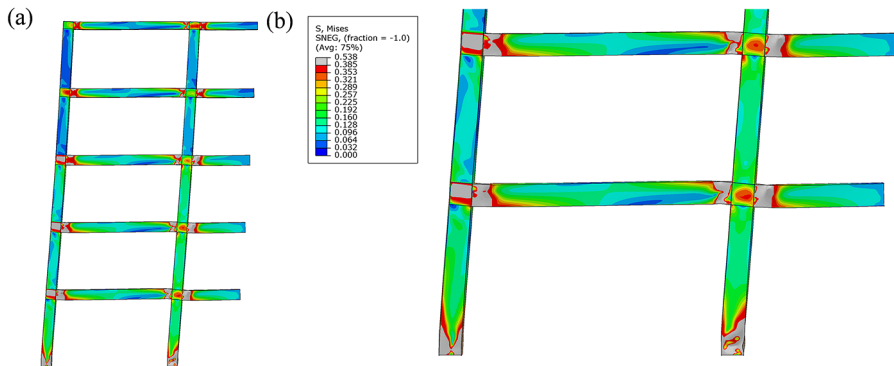 (a)
(b)
S, Mises
SNEG, (fraction = -1.0)
(Avg: 75%)
0.538
0.385
0.353
0.321
0.289
0.257
0.225
0.192
0.160
0.128
0.096
0.064
0.032
0.000